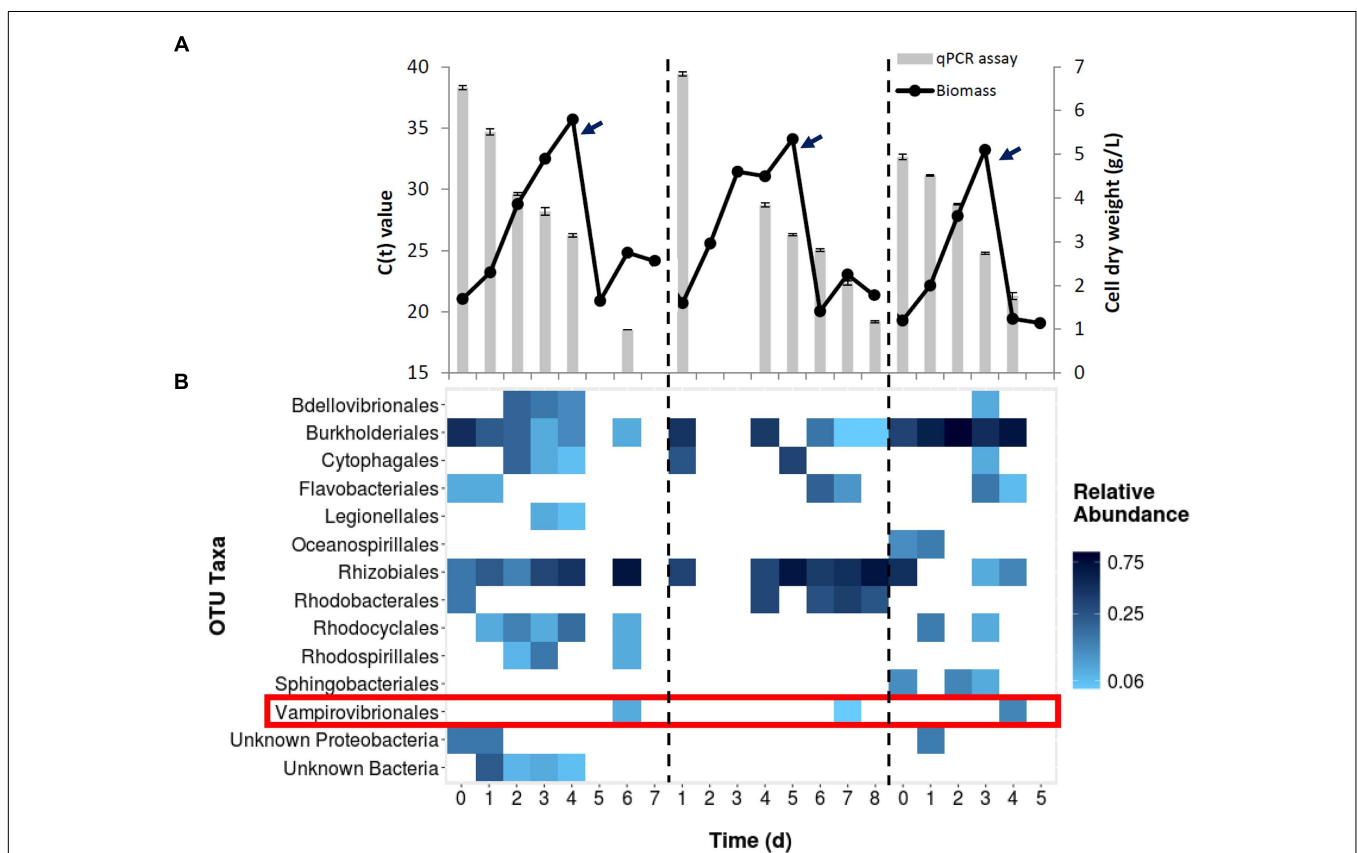 A
qPCR assay
Biomass
C(t) value
40
35
30
25
20
15
Cell dry weight (g/L)
7
6
5
4
3
2
1
0
B
OTU Taxa
Bdellovibrionales
Burkholderiales
Cytophagales
Flavobacteriales
Legionellales
Oceanospirillales
Rhizobiales
Rhodobacterales
Rhodocyclales
Rhodospirillales
Sphingobacteriales
Vampirovibrionales
Unknown Proteobacteria
Unknown Bacteria
Relative
Abundance
0.75
0.25
0.06
0 1 2 3 4 5 6 7 1 2 3 4 5 6 7 8 0 1 2 3 4 5
Time (d)